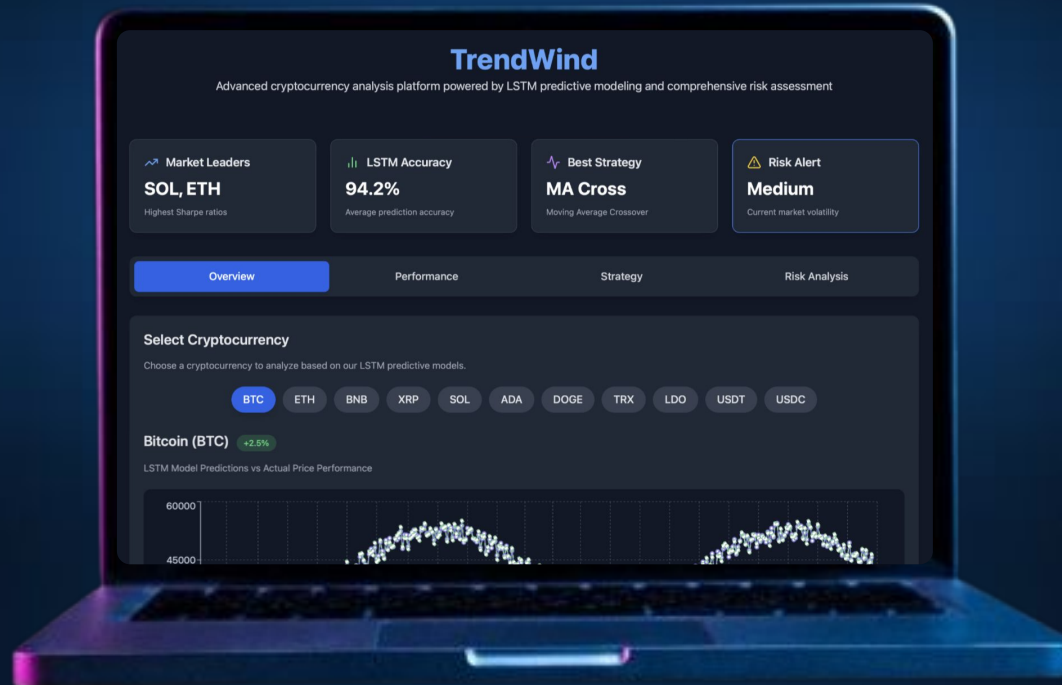 TrendWind
Advanced cryptocurrency analysis platform powered by LSTM predictive modeling and comprehensive risk assessment
Market Leaders
SOL, ETH
Highest Sharpe ratios
LSTM Accuracy
94.2%
Average prediction accuracy
Best Strategy
MA Cross
Moving Average Crossover
Risk Alert
Medium
Current market volatility
Overview
Performance
Strategy
Risk Analysis
Select Cryptocurrency
Choose a cryptocurrency to analyze based on our LSTM predictive models.
BTC ETH BNB XRP SOL ADA DOGE TRX LDO USDT USDC
Bitcoin (BTC) +2.5%
LSTM Model Predictions vs Actual Price Performance
60000
45000